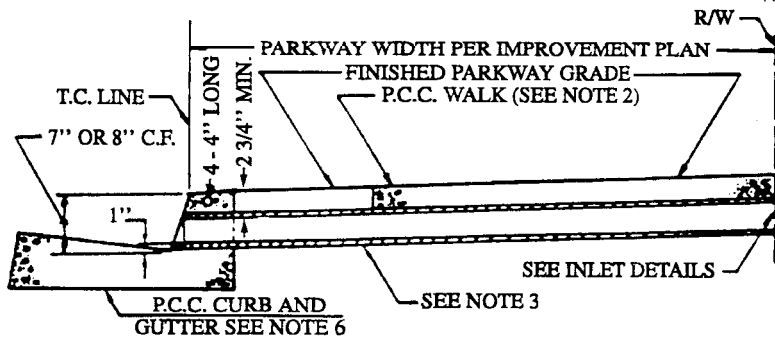 R/W
PARKWAY WIDTH PER IMPROVEMENT PLAN
FINISHED PARKWAY GRADE
P.C.C. WALK (SEE NOTE 2)
T.C. LINE
4 - 4" LONG
2 3/4" MIN.
7" OR 8" C.F.
1"
SEE INLET DETAILS
SEE NOTE 3
P.C.C. CURB AND
GUTTER SEE NOTE 6